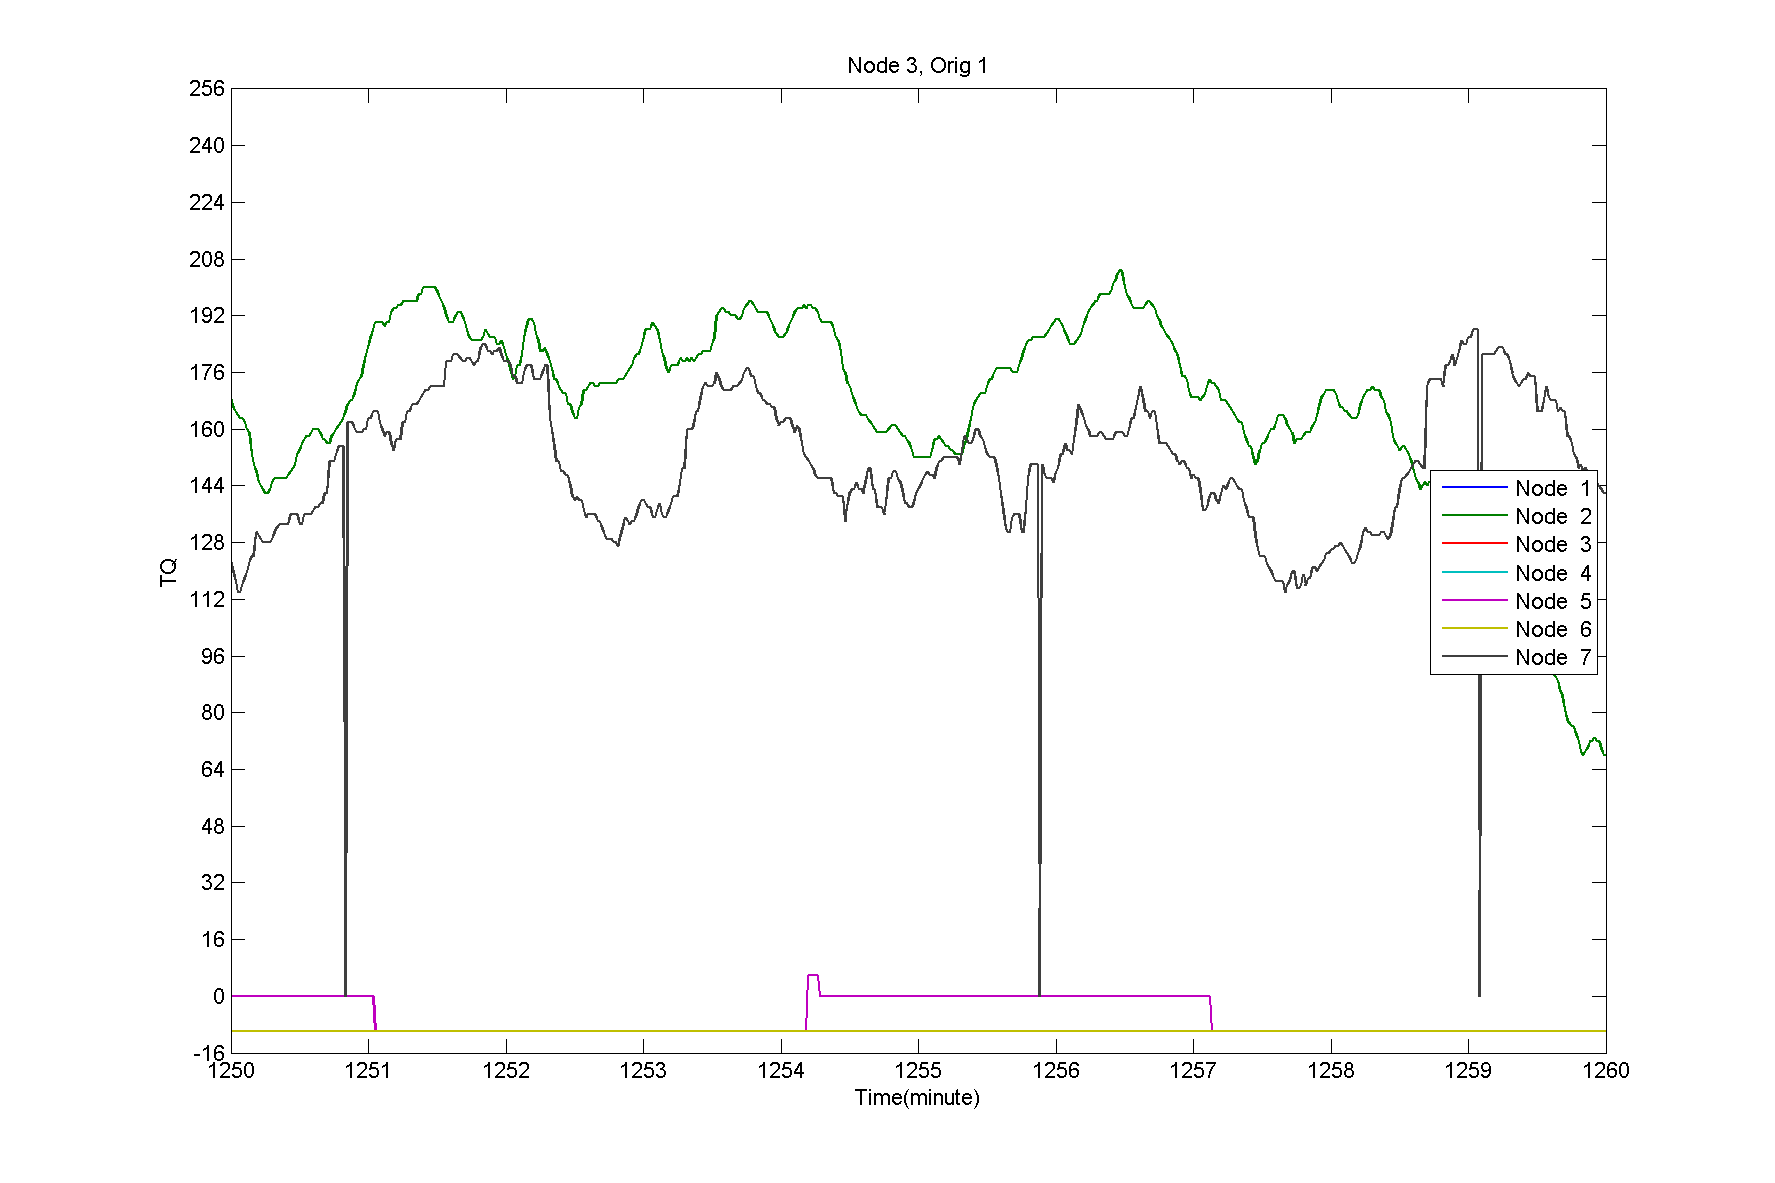 Node 3, Orig 1
256
240
224
208
192
176
160
144
128
112
96
80
64
48
32
16
0
-16
TQ
Node 1
Node 2
Node 3
Node 4
Node 5
Node 6
Node 7
1250 1251 1252 1253 1254 1255 1256 1257 1258 1259 1260
Time(minute)